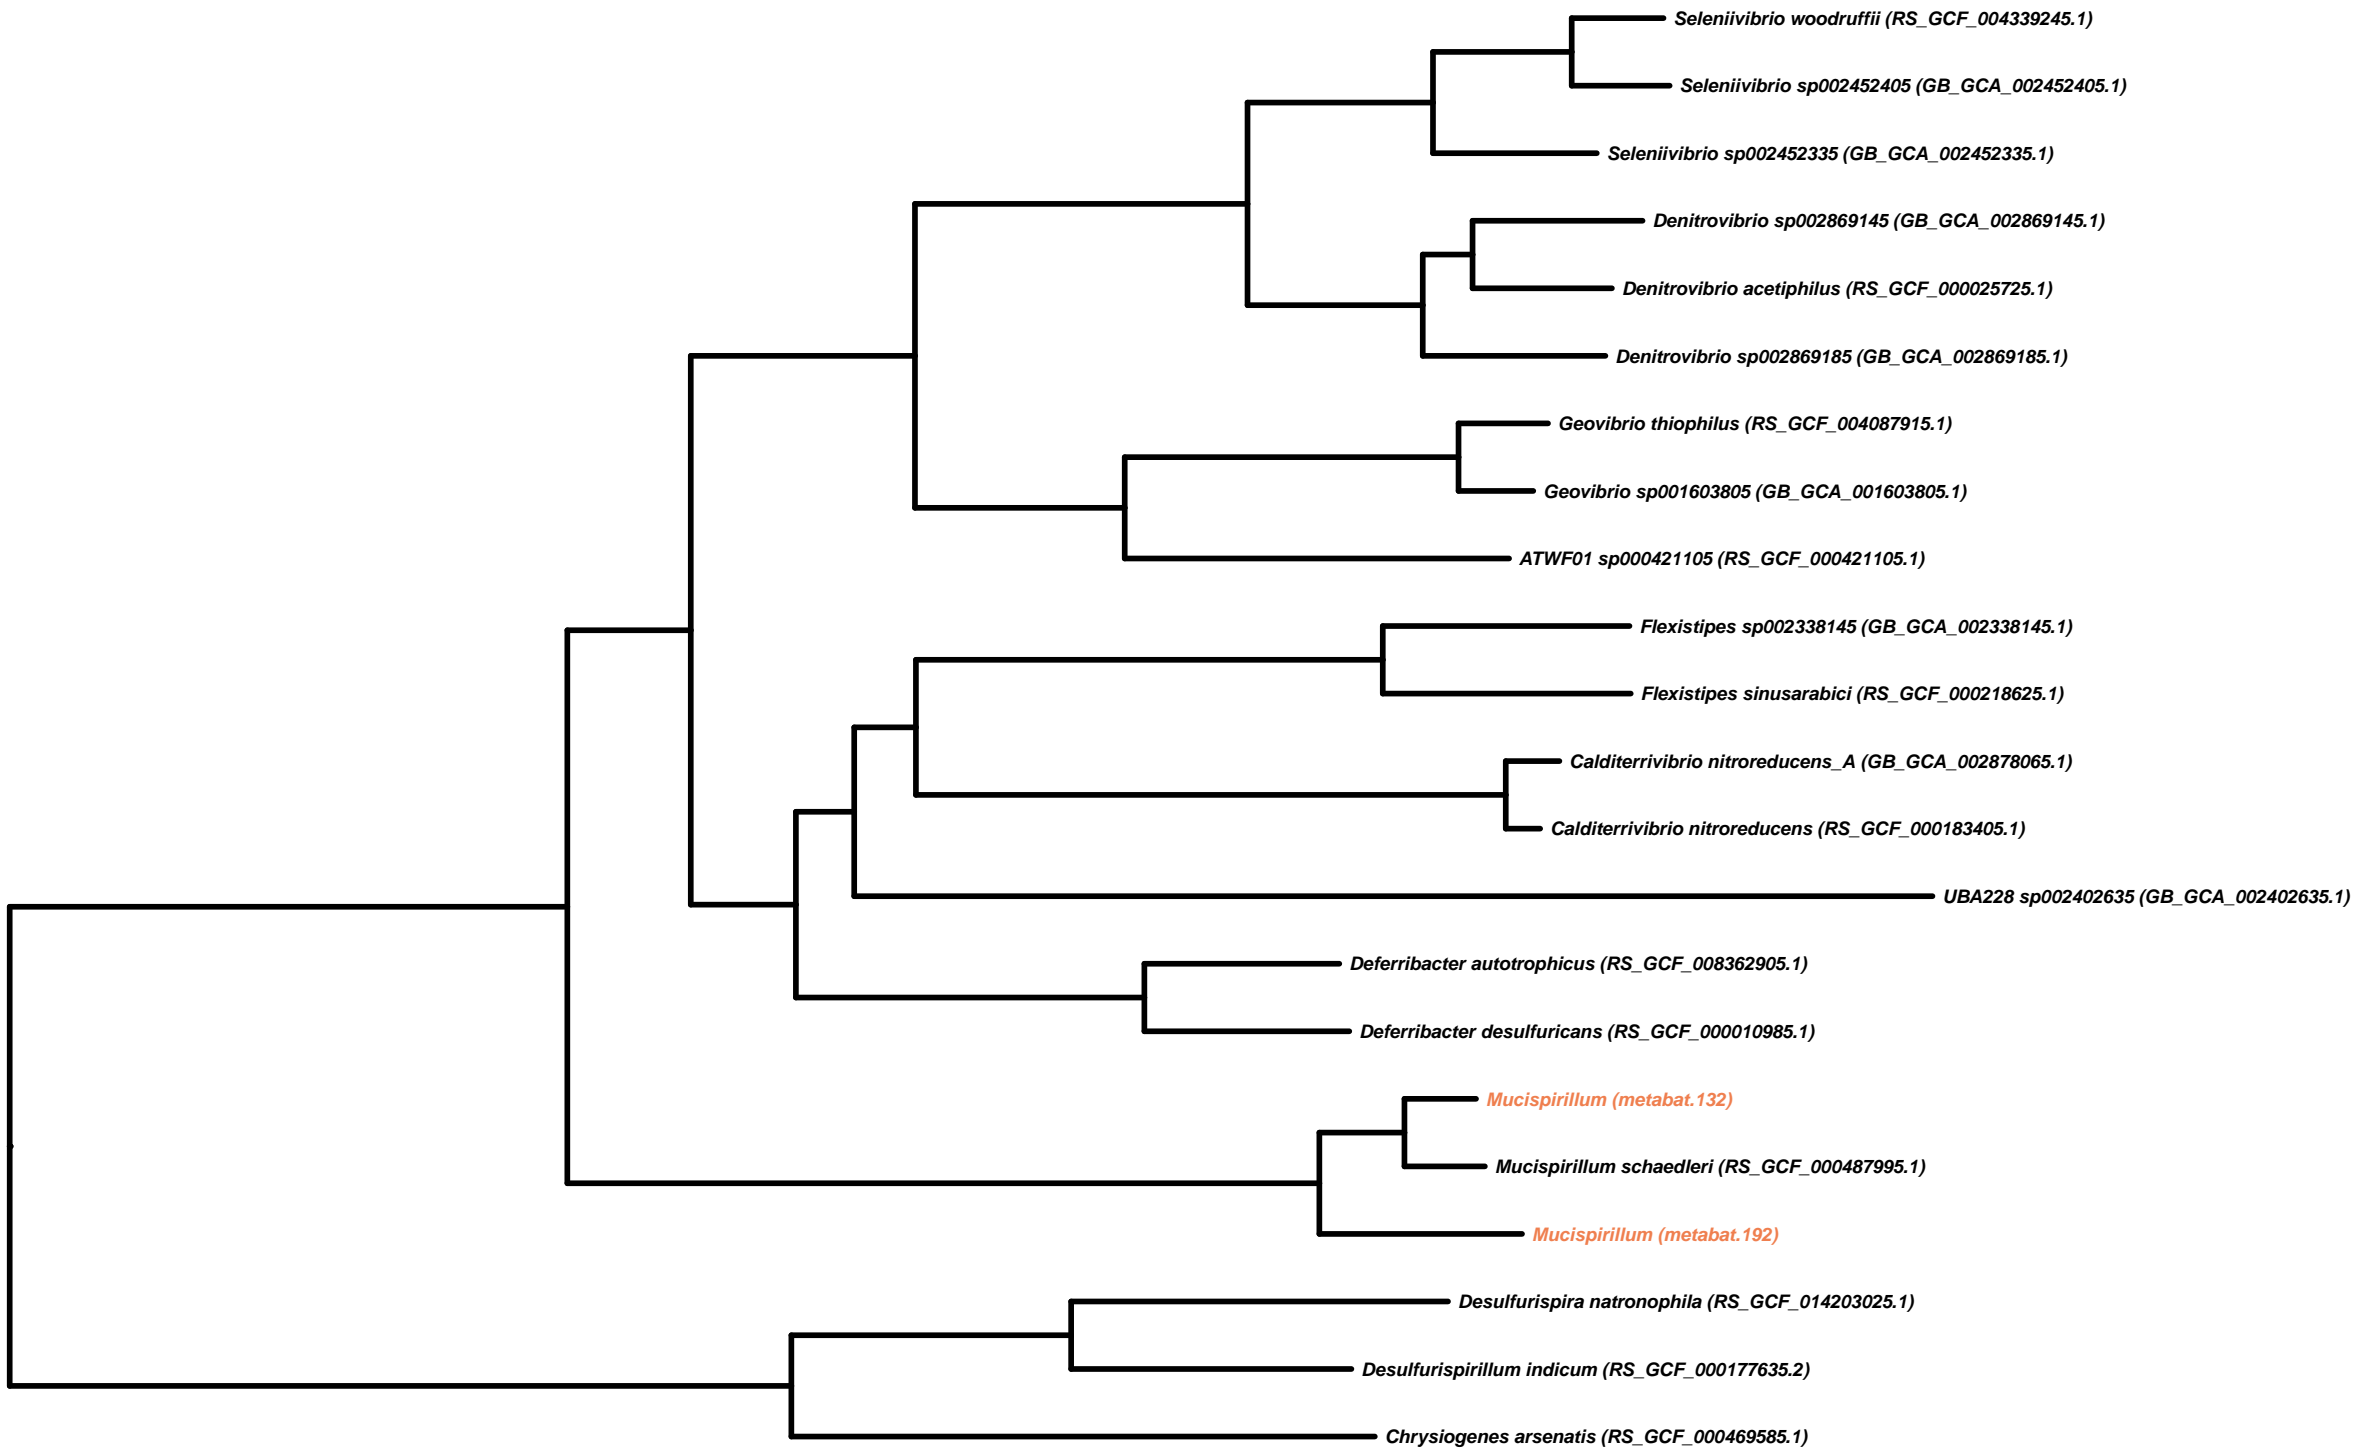 Seleniivibrio woodruffii (RS_GCF_004339245.1)
Seleniivibrio sp002452405 (GB_GCA_002452405.1)
Seleniivibrio sp002452335 (GB_GCA_002452335.1)
Denitrovibrio sp002869145 (GB_GCA_002869145.1)
Denitrovibrio acetiphilus (RS_GCF_000025725.1)
Denitrovibrio sp002869185 (GB_GCA_002869185.1)
Geovibrio thiophilus (RS_GCF_004087915.1)
Geovibrio sp001603805 (GB_GCA_001603805.1)
ATWF01 sp000421105 (RS_GCF_000421105.1)
Flexistipes sp002338145 (GB_GCA_002338145.1)
Flexistipes sinusarabici (RS_GCF_000218625.1)
Calditerrivibrio nitroreducens_A (GB_GCA_002878065.1)
Calditerrivibrio nitroreducens (RS_GCF_000183405.1)
UBA228 sp002402635 (GB_GCA_002402635.1)
Deferribacter autotrophicus (RS_GCF_008362905.1)
Deferribacter desulfuricans (RS_GCF_000010985.1)
Mucispirillum (metabat.132)
Mucispirillum schaedleri (RS_GCF_000487995.1)
Mucispirillum (metabat.192)
Desulfurispira natronophila (RS_GCF_014203025.1)
Desulfurispirillum indicum (RS_GCF_000177635.2)
Chrysiogenes arsenatis (RS_GCF_000469585.1)